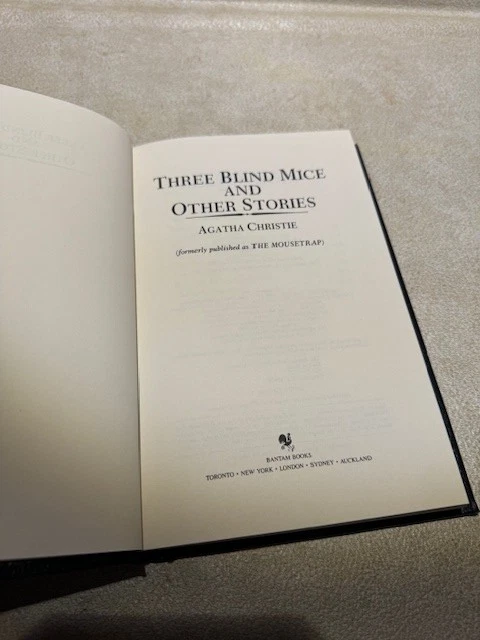 THREE BLIND MICE
AND
OTHER STORIES
AGATHA CHRISTIE
(formerly published as THE MOUSETRAP)
BANTAM BOOKS
TORONTO • NEW YORK • LONDON • SYDNEY • AUCKLAND